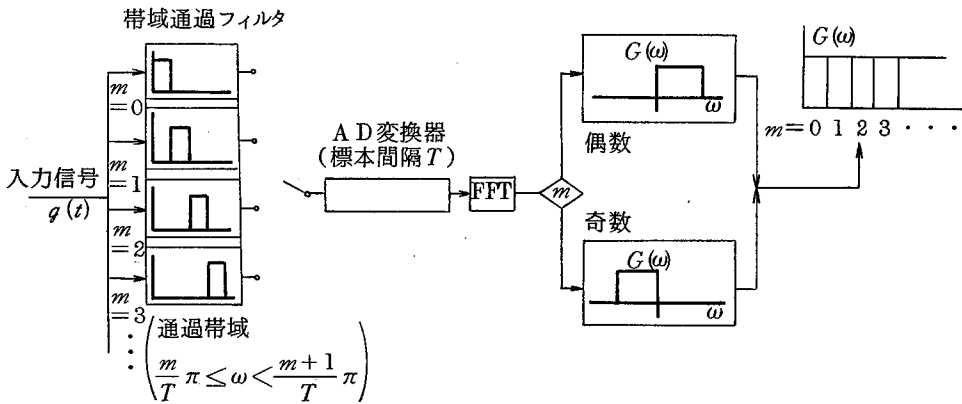 帯域通過フィルタ
m=0
m=1
m=2
m=3
入力信号
g(t)
通過帯域
(m/T π≤ω<m+1/T π)
AD変換器
(標本間隔T)
FFT
m
偶数
G(ω)
ω
奇数
G(ω)
ω
G(ω)
m=0 1 2 3 ・・・